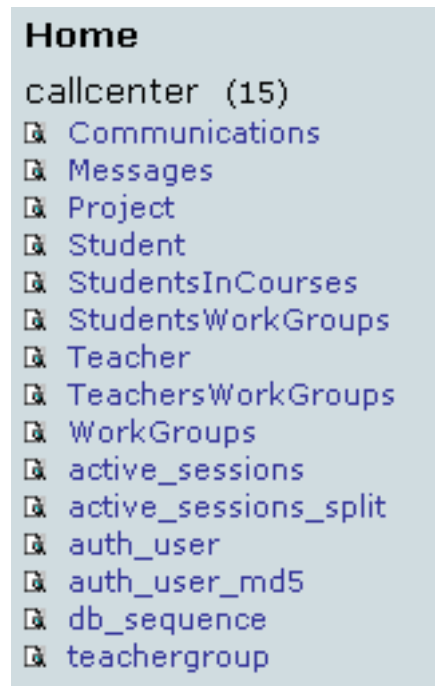 Home
callcenter (15)
Communications
Messages
Project
Student
StudentsInCourses
StudentsWorkGroups
Teacher
TeachersWorkGroups
WorkGroups
active_sessions
active_sessions_split
auth_user
auth_user_md5
db_sequence
teachergroup